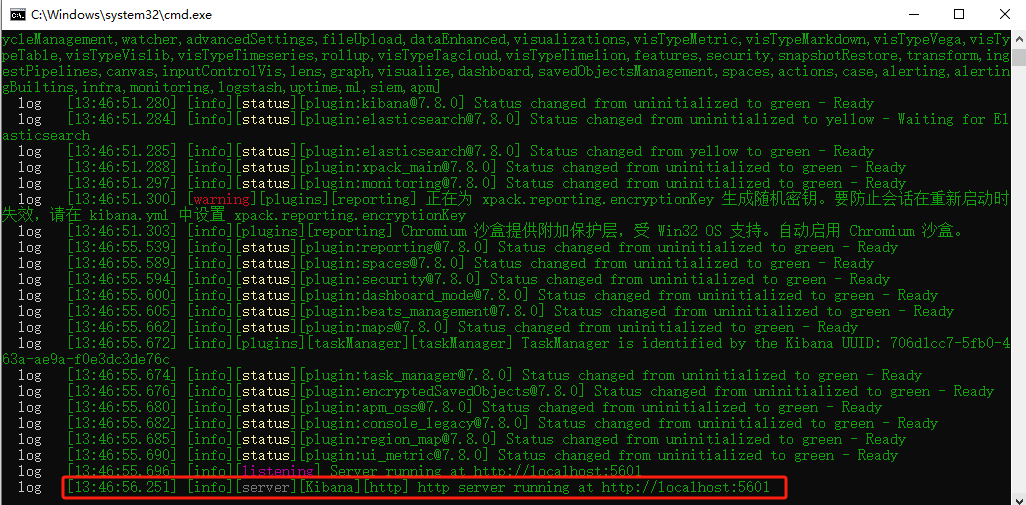 C:\Windows\system32\cmd.exe
ycleManagement,watcher,advancedSettings,fileUpload,dataEnhanced,visualizations,visTypeMetric,visTypeMarkdown,visTypeVega,visTy
peTable,visTypeVislib,visTypeTimeseries,rollup,visTypeTagcloud,visTypeTimelion,features,security,snapshotRestore,transform,ing
estPipelines,canvas,inputControlVis,lens,graph,visualize,dashboard,savedObjectsManagement,spaces,actions,case,alerting,alertin
gBuiltins,infra,monitoring,logstash,uptime,ml,siem,apm]
log [13:46:51.280] [info][status][plugin:kibana@7.8.0] Status changed from uninitialized to green - Ready
log [13:46:51.284] [info][status][plugin:elasticsearch@7.8.0] Status changed from uninitialized to yellow - Waiting for El
asticsearch
log [13:46:51.285] [info][status][plugin:elasticsearch@7.8.0] Status changed from yellow to green - Ready
log [13:46:51.288] [info][status][plugin:xpack_main@7.8.0] Status changed from uninitialized to green - Ready
log [13:46:51.297] [info][status][plugin:monitoring@7.8.0] Status changed from uninitialized to green - Ready
log [13:46:51.300] [warning][plugins][reporting] 正在为 xpack.reporting.encryptionKey 生成随机密钥。要防止会话在重新启动时
失效，请在 kibana.yml 中设置 xpack.reporting.encryptionKey
log [13:46:51.303] [info][plugins][reporting] Chromium 沙盒提供附加保护层，受 Win32 OS 支持。自动启用 Chromium 沙盒。
log [13:46:55.539] [info][status][plugin:reporting@7.8.0] Status changed from uninitialized to green - Ready
log [13:46:55.589] [info][status][plugin:spaces@7.8.0] Status changed from uninitialized to green - Ready
log [13:46:55.594] [info][status][plugin:security@7.8.0] Status changed from uninitialized to green - Ready
log [13:46:55.600] [info][status][plugin:dashboard_mode@7.8.0] Status changed from uninitialized to green - Ready
log [13:46:55.605] [info][status][plugin:beats_management@7.8.0] Status changed from uninitialized to green - Ready
log [13:46:55.662] [info][status][plugin:maps@7.8.0] Status changed from uninitialized to green - Ready
log [13:46:55.672] [info][plugins][taskManager][taskManager] TaskManager is identified by the Kibana UUID: 706d1cc7-5fb0-4
63a-ae9a-f0e3dc3de76c
log [13:46:55.674] [info][status][plugin:task_manager@7.8.0] Status changed from uninitialized to green - Ready
log [13:46:55.676] [info][status][plugin:encryptedSavedObjects@7.8.0] Status changed from uninitialized to green - Ready
log [13:46:55.680] [info][status][plugin:apm_oss@7.8.0] Status changed from uninitialized to green - Ready
log [13:46:55.682] [info][status][plugin:console_legacy@7.8.0] Status changed from uninitialized to green - Ready
log [13:46:55.685] [info][status][plugin:region_map@7.8.0] Status changed from uninitialized to green - Ready
log [13:46:55.690] [info][status][plugin:ui_metric@7.8.0] Status changed from uninitialized to green - Ready
log [13:46:55.696] [info][listening] Server running at http://localhost:5601
log [13:46:56.251] [info][server][Kibana][http] http server running at http://localhost:5601